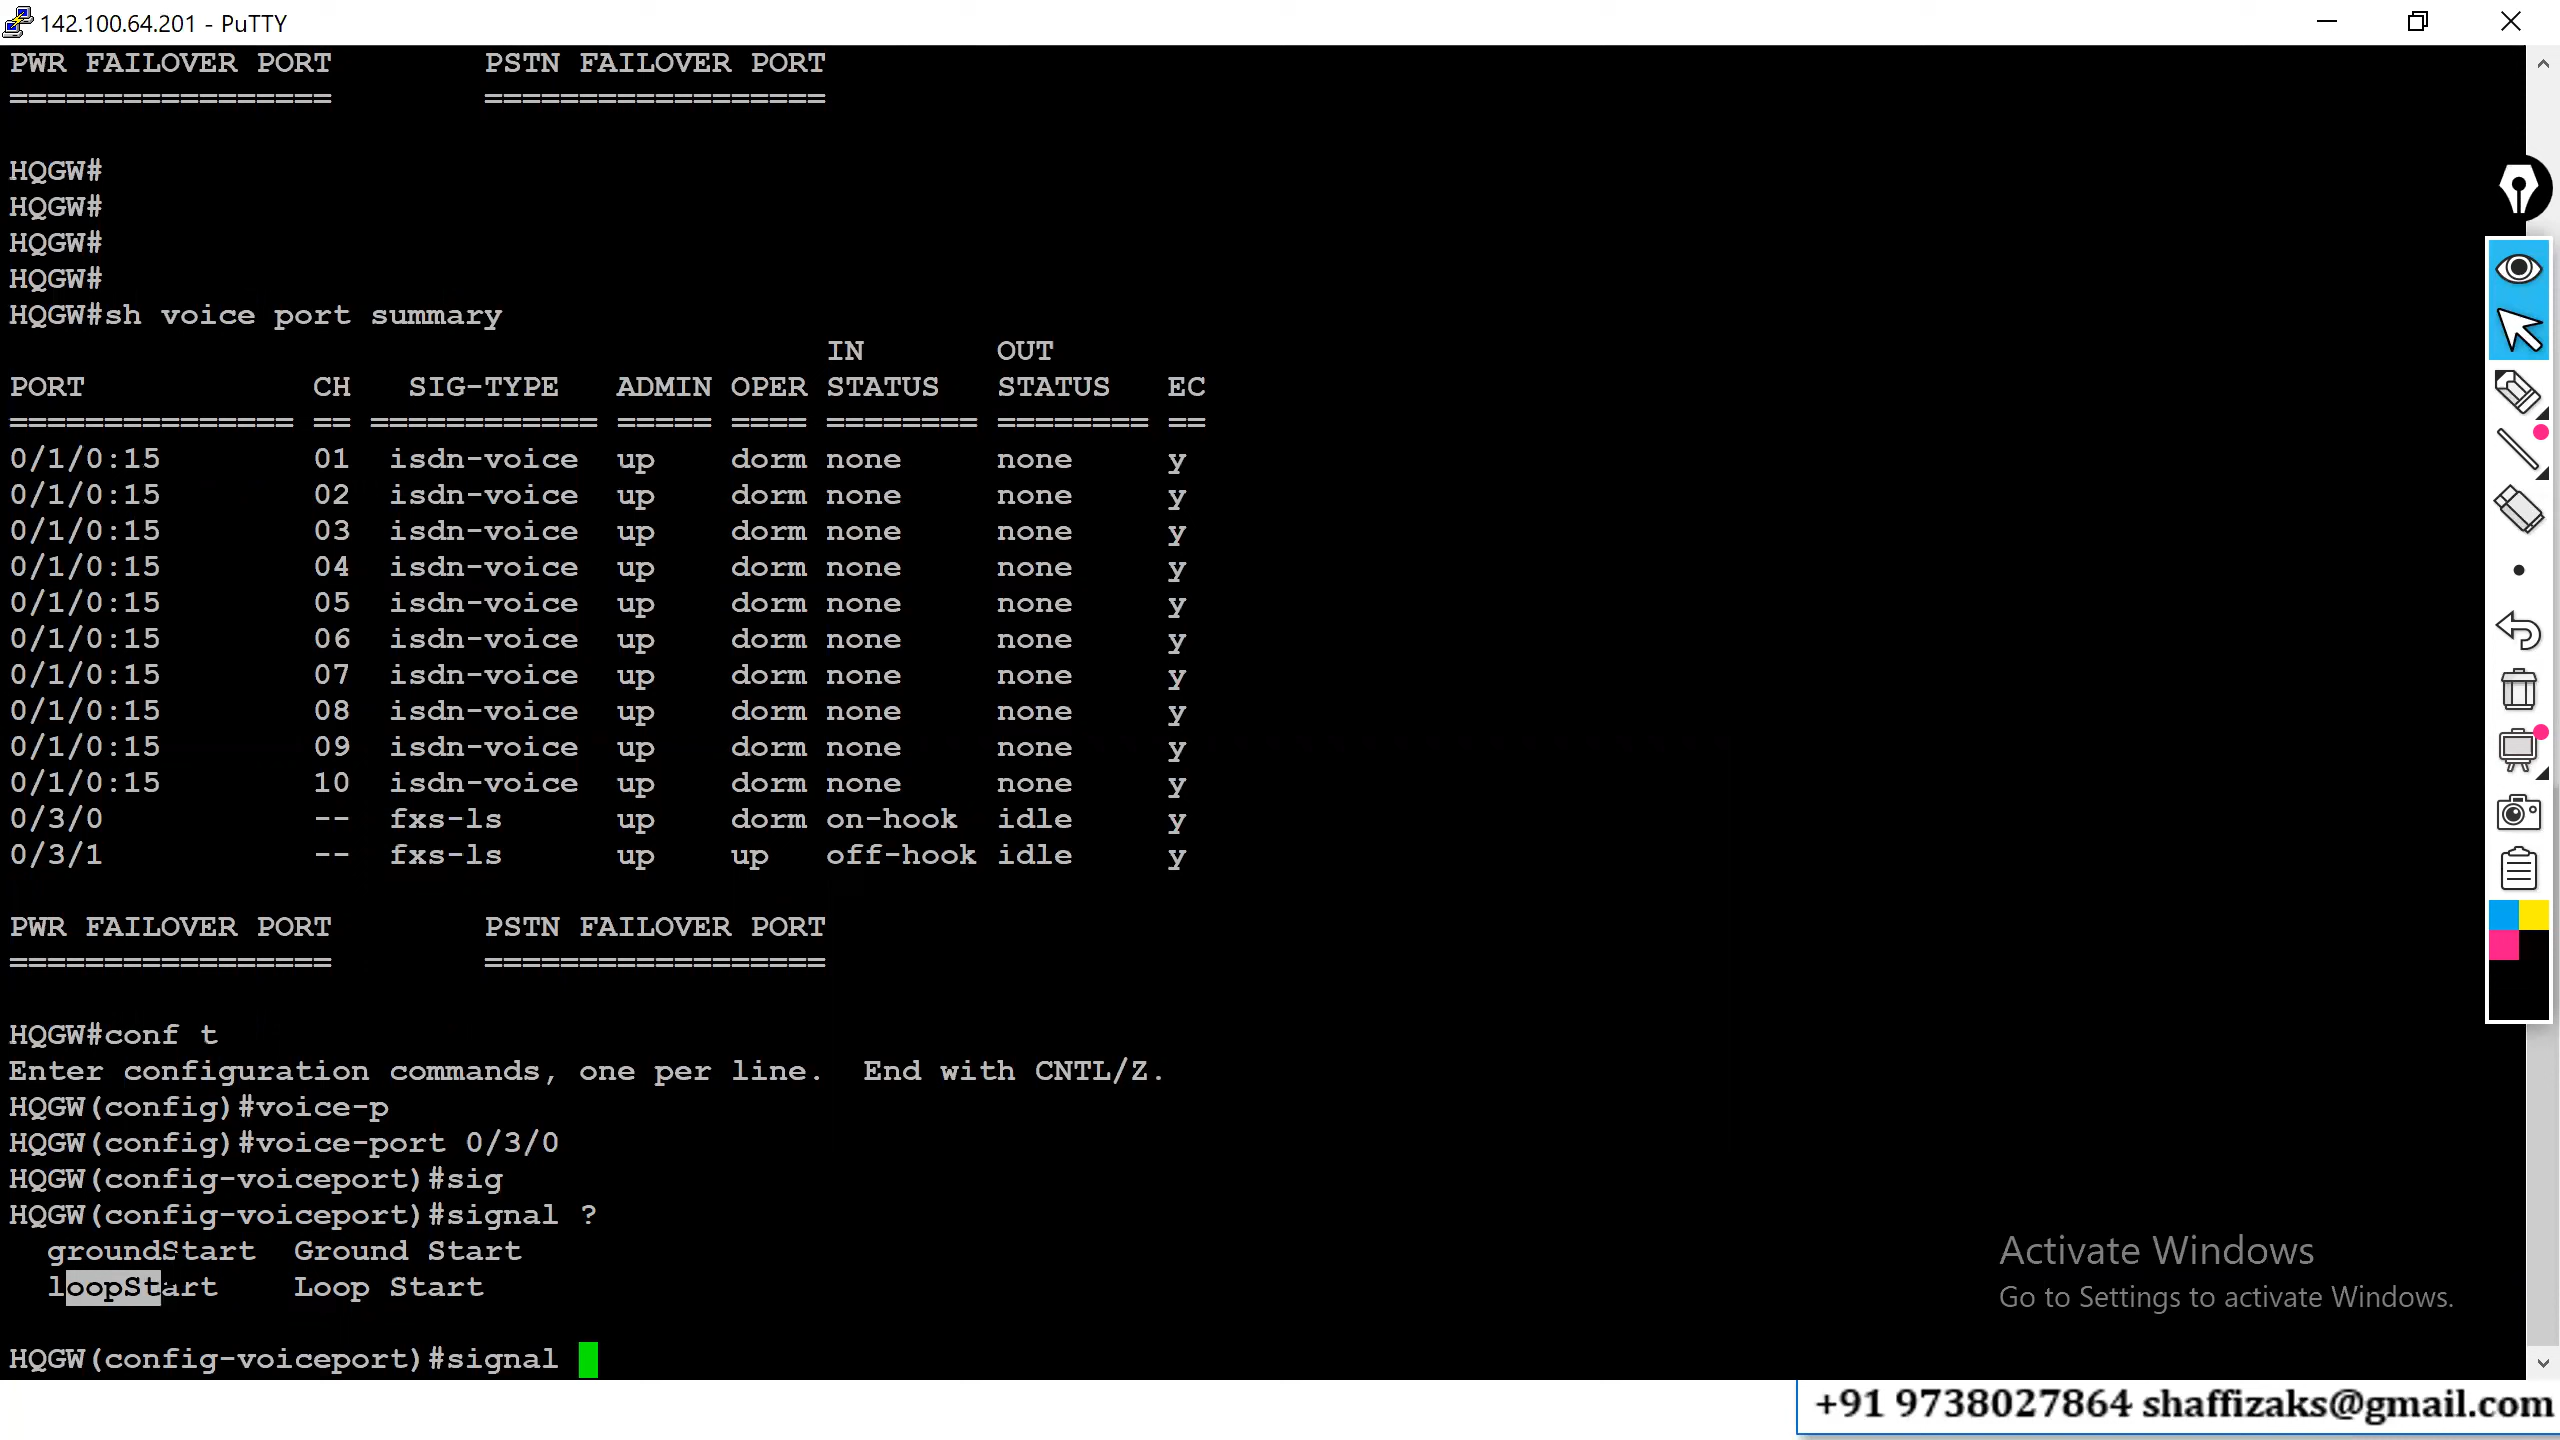 142.100.64.201 - PuTTY
PWR FAILOVER PORT        PSTN FAILOVER PORT
=================        ==================
HQGW#
HQGW#
HQGW#
HQGW#
HQGW#sh voice port summary
                                           IN       OUT
PORT            CH   SIG-TYPE   ADMIN OPER STATUS   STATUS   EC
=============== == ============ ===== ==== ======== ======== ==
0/1/0:15        01  isdn-voice  up    dorm none     none     y
0/1/0:15        02  isdn-voice  up    dorm none     none     y
0/1/0:15        03  isdn-voice  up    dorm none     none     y
0/1/0:15        04  isdn-voice  up    dorm none     none     y
0/1/0:15        05  isdn-voice  up    dorm none     none     y
0/1/0:15        06  isdn-voice  up    dorm none     none     y
0/1/0:15        07  isdn-voice  up    dorm none     none     y
0/1/0:15        08  isdn-voice  up    dorm none     none     y
0/1/0:15        09  isdn-voice  up    dorm none     none     y
0/1/0:15        10  isdn-voice  up    dorm none     none     y
0/3/0           --  fxs-ls      up    dorm on-hook  idle     y
0/3/1           --  fxs-ls      up    up   off-hook idle     y
PWR FAILOVER PORT        PSTN FAILOVER PORT
=================        ==================
HQGW#conf t
Enter configuration commands, one per line.  End with CNTL/Z.
HQGW(config)#voice-p
HQGW(config)#voice-port 0/3/0
HQGW(config-voiceport)#sig
HQGW(config-voiceport)#signal ?
  groundStart  Ground Start
  loopStart    Loop Start
HQGW(config-voiceport)#signal
Activate Windows
Go to Settings to activate Windows.
+91 9738027864 shaffizaks@gmail.com